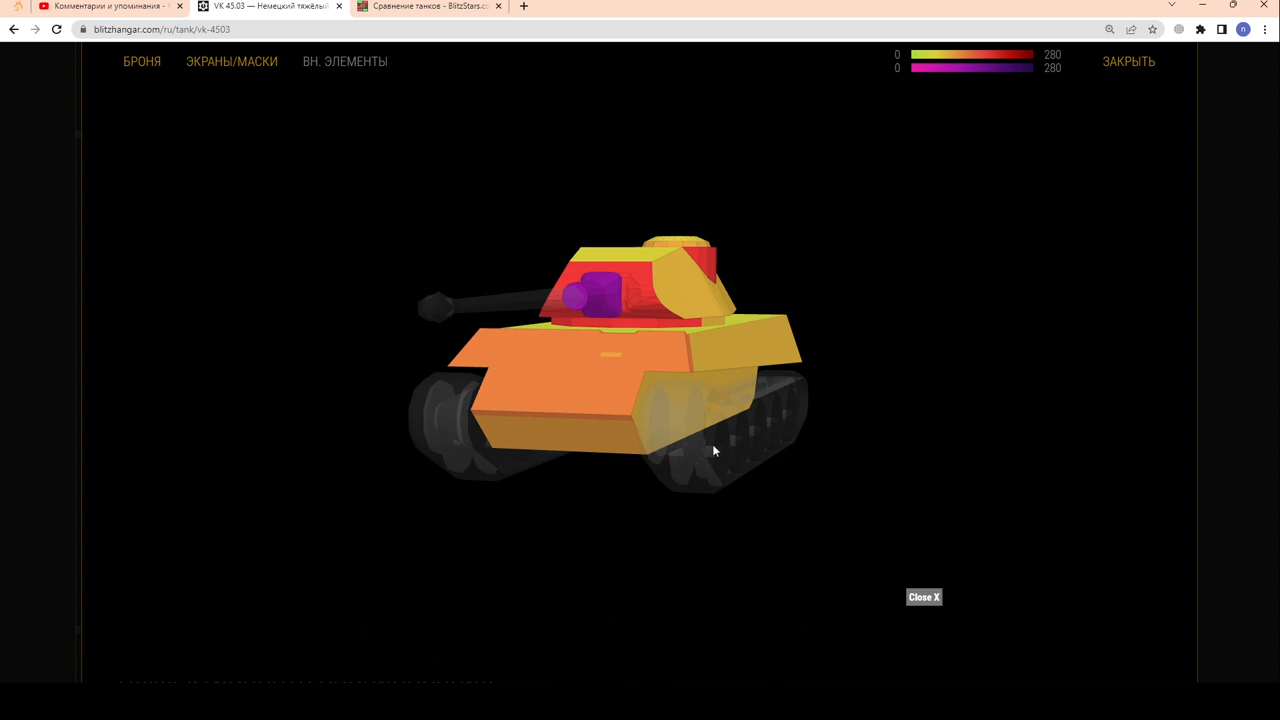 Комментарии и упоминания -
VK 45.03 — Немецкий тяжёлый
Сравнение танков - BlitzStars.co
blitzhangar.com/ru/tank/vk-4503
n
БРОНЯ
ЭКРАНЫ/МАСКИ
ВН. ЭЛЕМЕНТЫ
0 280
0 280
ЗАКРЫТЬ
Close X